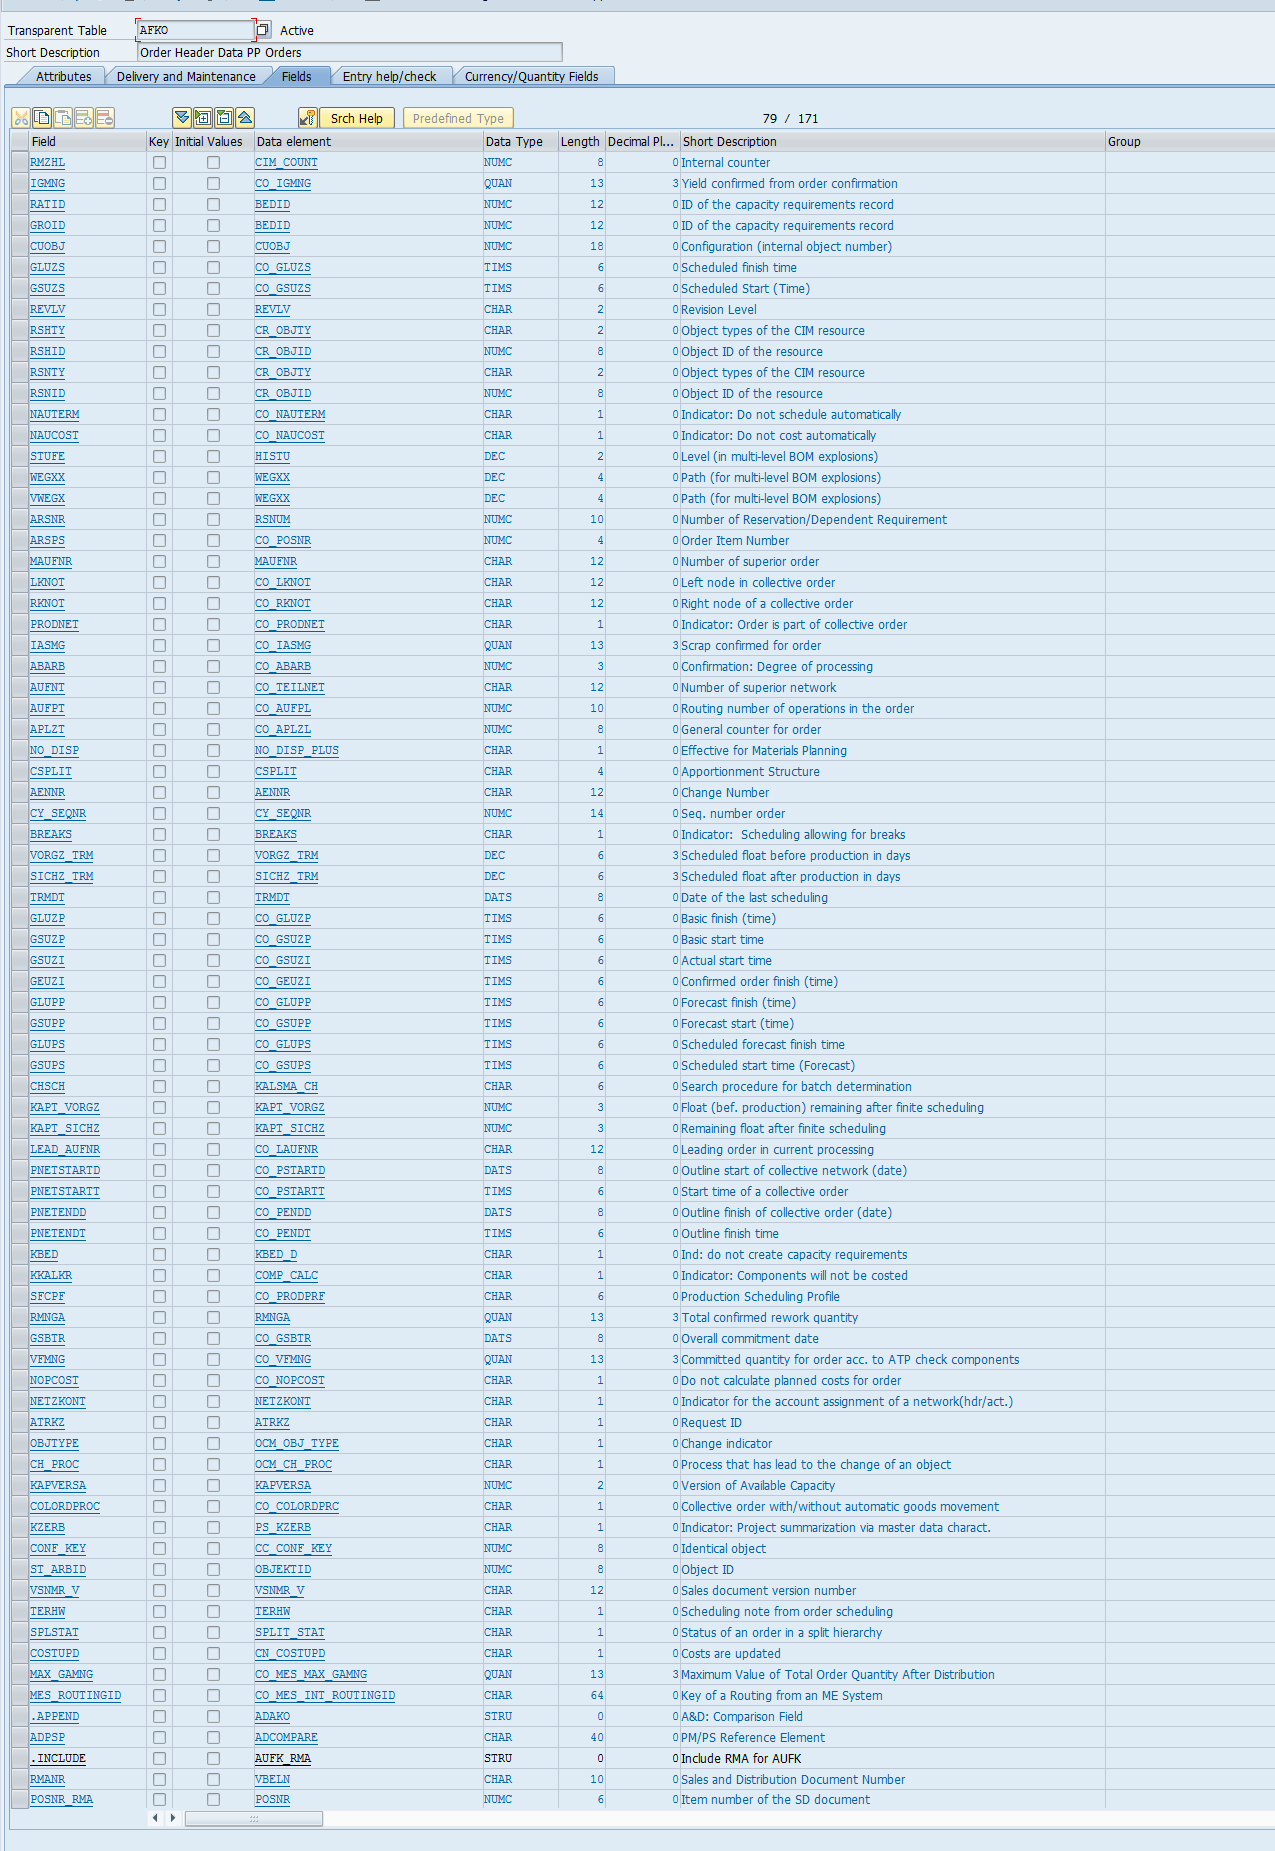 Transparent Table AFKO Active
Short Description Order Header Data PP Orders
Attributes Delivery and Maintenance Fields Entry help/check Currency/Quantity Fields
Srch Help Predefined Type 79 / 171
Field Key Initial Values Data element Data Type Length Decimal Pl... Short Description Group
RMZHL CIM_COUNT NUMC 8 0 Internal counter
IGMNG CO_IGMNG QUAN 13 3 Yield confirmed from order confirmation
RATID BEDID NUMC 12 0 ID of the capacity requirements record
GROID BEDID NUMC 12 0 ID of the capacity requirements record
CUOBJ CUOBJ NUMC 18 0 Configuration (internal object number)
GLUZS CO_GLUZS TIMS 6 0 Scheduled finish time
GSUZS CO_GSUZS TIMS 6 0 Scheduled Start (Time)
REVLV REVLV CHAR 2 0 Revision Level
RSHTY CR_OBJTY CHAR 2 0 Object types of the CIM resource
RSHID CR_OBJID NUMC 8 0 Object ID of the resource
RSNTY CR_OBJTY CHAR 2 0 Object types of the CIM resource
RSNID CR_OBJID NUMC 8 0 Object ID of the resource
NAUTERM CO_NAUTERM CHAR 1 0 Indicator: Do not schedule automatically
NAUCOST CO_NAUCOST CHAR 1 0 Indicator: Do not cost automatically
STUFE HISTU DEC 2 0 Level (in multi-level BOM explosions)
WEGXX WEGXX DEC 4 0 Path (for multi-level BOM explosions)
VWEGX WEGXX DEC 4 0 Path (for multi-level BOM explosions)
ARSNR RSNUM NUMC 10 0 Number of Reservation/Dependent Requirement
ARSPS CO_POSNR NUMC 4 0 Order Item Number
MAUFNR MAUFNR CHAR 12 0 Number of superior order
LKNOT CO_LKNOT CHAR 12 0 Left node in collective order
RKNOT CO_RKNOT CHAR 12 0 Right node of a collective order
PRODNET CO_PRODNET CHAR 1 0 Indicator: Order is part of collective order
IASMG CO_IASMG QUAN 13 3 Scrap confirmed for order
ABARB CO_ABARB NUMC 3 0 Confirmation: Degree of processing
AUFNT CO_TEILNET CHAR 12 0 Number of superior network
AUFPT CO_AUFPL NUMC 10 0 Routing number of operations in the order
APLZT CO_APLZL NUMC 8 0 General counter for order
NO_DISP NO_DISP_PLUS CHAR 1 0 Effective for Materials Planning
CSPLIT CSPLIT CHAR 4 0 Apportionment Structure
AENNR AENNR CHAR 12 0 Change Number
CY_SEQNR CY_SEQNR NUMC 14 0 Seq. number order
BREAKS BREAKS CHAR 1 0 Indicator:  Scheduling allowing for breaks
VORGZ_TRM VORGZ_TRM DEC 6 3 Scheduled float before production in days
SICHZ_TRM SICHZ_TRM DEC 6 3 Scheduled float after production in days
TRMDT TRMDT DATS 8 0 Date of the last scheduling
GLUZP CO_GLUZP TIMS 6 0 Basic finish (time)
GSUZP CO_GSUZP TIMS 6 0 Basic start time
GSUZI CO_GSUZI TIMS 6 0 Actual start time
GEUZI CO_GEUZI TIMS 6 0 Confirmed order finish (time)
GLUPP CO_GLUPP TIMS 6 0 Forecast finish (time)
GSUPP CO_GSUPP TIMS 6 0 Forecast start (time)
GLUPS CO_GLUPS TIMS 6 0 Scheduled forecast finish time
GSUPS CO_GSUPS TIMS 6 0 Scheduled start time (Forecast)
CHSCH KALSMA_CH CHAR 6 0 Search procedure for batch determination
KAPT_VORGZ KAPT_VORGZ NUMC 3 0 Float (bef. production) remaining after finite scheduling
KAPT_SICHZ KAPT_SICHZ NUMC 3 0 Remaining float after finite scheduling
LEAD_AUFNR CO_LAUFNR CHAR 12 0 Leading order in current processing
PNETSTARTD CO_PSTARTD DATS 8 0 Outline start of collective network (date)
PNETSTARTT CO_PSTARTT TIMS 6 0 Start time of a collective order
PNETENDD CO_PENDD DATS 8 0 Outline finish of collective order (date)
PNETENDT CO_PENDT TIMS 6 0 Outline finish time
KBED KBED_D CHAR 1 0 Ind: do not create capacity requirements
KKALKR COMP_CALC CHAR 1 0 Indicator: Components will not be costed
SFCPF CO_PRODPRF CHAR 6 0 Production Scheduling Profile
RMNGA RMNGA QUAN 13 3 Total confirmed rework quantity
GSBTR CO_GSBTR DATS 8 0 Overall commitment date
VFMNG CO_VFMNG QUAN 13 3 Committed quantity for order acc. to ATP check components
NOPCOST CO_NOPCOST CHAR 1 0 Do not calculate planned costs for order
NETZKONT NETZKONT CHAR 1 0 Indicator for the account assignment of a network(hdr/act.)
ATRKZ ATRKZ CHAR 1 0 Request ID
OBJTYPE OCM_OBJ_TYPE CHAR 1 0 Change indicator
CH_PROC OCM_CH_PROC CHAR 1 0 Process that has lead to the change of an object
KAPVERSA KAPVERSA NUMC 2 0 Version of Available Capacity
COLORDPROC CO_COLORDPRC CHAR 1 0 Collective order with/without automatic goods movement
KZERB PS_KZERB CHAR 1 0 Indicator: Project summarization via master data charact.
CONF_KEY CC_CONF_KEY NUMC 8 0 Identical object
ST_ARBID OBJEKTID NUMC 8 0 Object ID
VSNMR_V VSNMR_V CHAR 12 0 Sales document version number
TERHW TERHW CHAR 1 0 Scheduling note from order scheduling
SPLSTAT SPLIT_STAT CHAR 1 0 Status of an order in a split hierarchy
COSTUPD CN_COSTUPD CHAR 1 0 Costs are updated
MAX_GAMNG CO_MES_MAX_GAMNG QUAN 13 3 Maximum Value of Total Order Quantity After Distribution
MES_ROUTINGID CO_MES_INT_ROUTINGID CHAR 64 0 Key of a Routing from an ME System
.APPEND ADAKO STRU 0 0 A&D: Comparison Field
ADPSP ADCOMPARE CHAR 40 0 PM/PS Reference Element
.INCLUDE AUFK_RMA STRU 0 0 Include RMA for AUFK
RMANR VBELN CHAR 10 0 Sales and Distribution Document Number
POSNR_RMA POSNR NUMC 6 0 Item number of the SD document